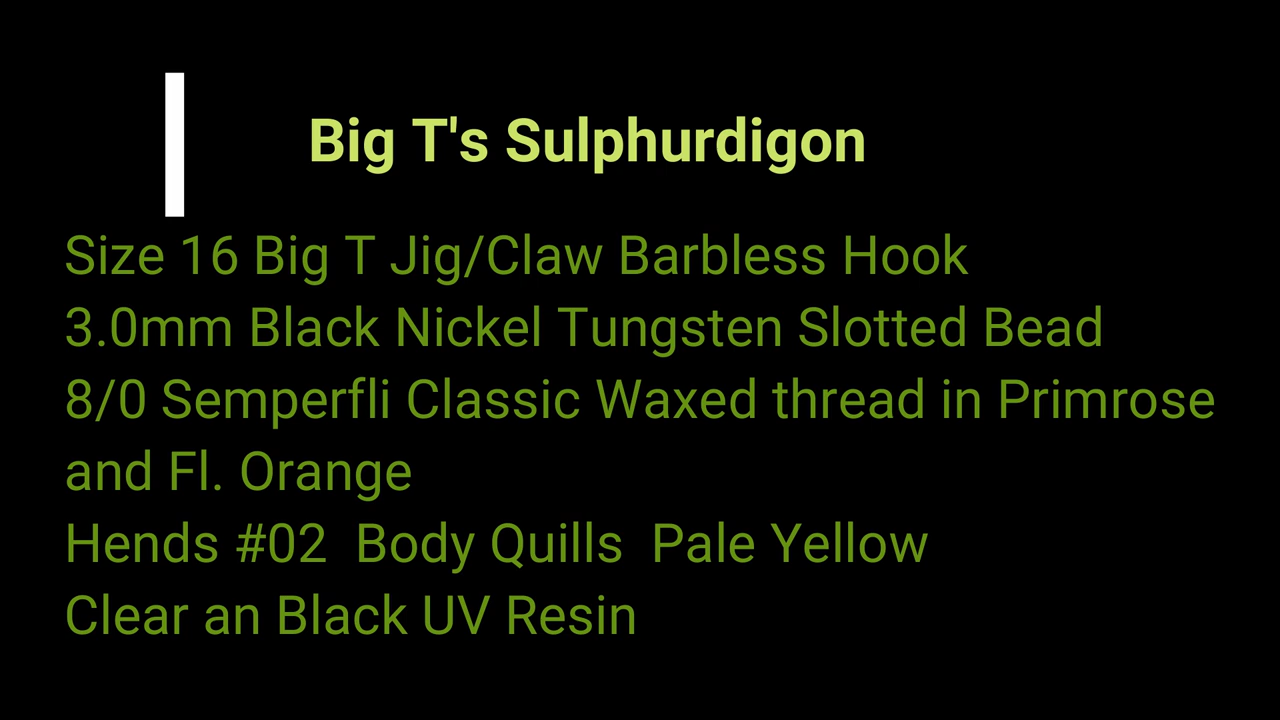 Big T's Sulphurdigon
Size 16 Big T Jig/Claw Barbless Hook
3.0mm Black Nickel Tungsten Slotted Bead
8/0 Semperfli Classic Waxed thread in Primrose
and Fl. Orange
Hends #02  Body Quills  Pale Yellow
Clear an Black UV Resin